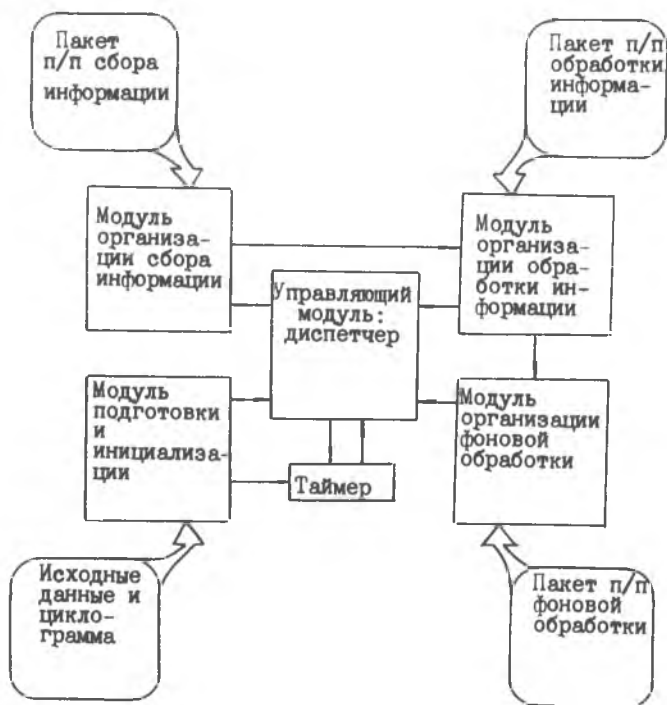 Пакет
п/п сбора
информации
Пакет п/п
обработки
информа-
ции
Модуль
организа-
ции сбора
информации
Модуль
организа-
ции обра-
ботки ин-
формации
Управляющий
модуль:
диспетчер
Модуль
подготовки
и
инициализа-
ции
Модуль
организации
фоновой
обработки
Таймер
Исходные
данные и
цикло-
грамма
Пакет п/п
фоновой
обработки